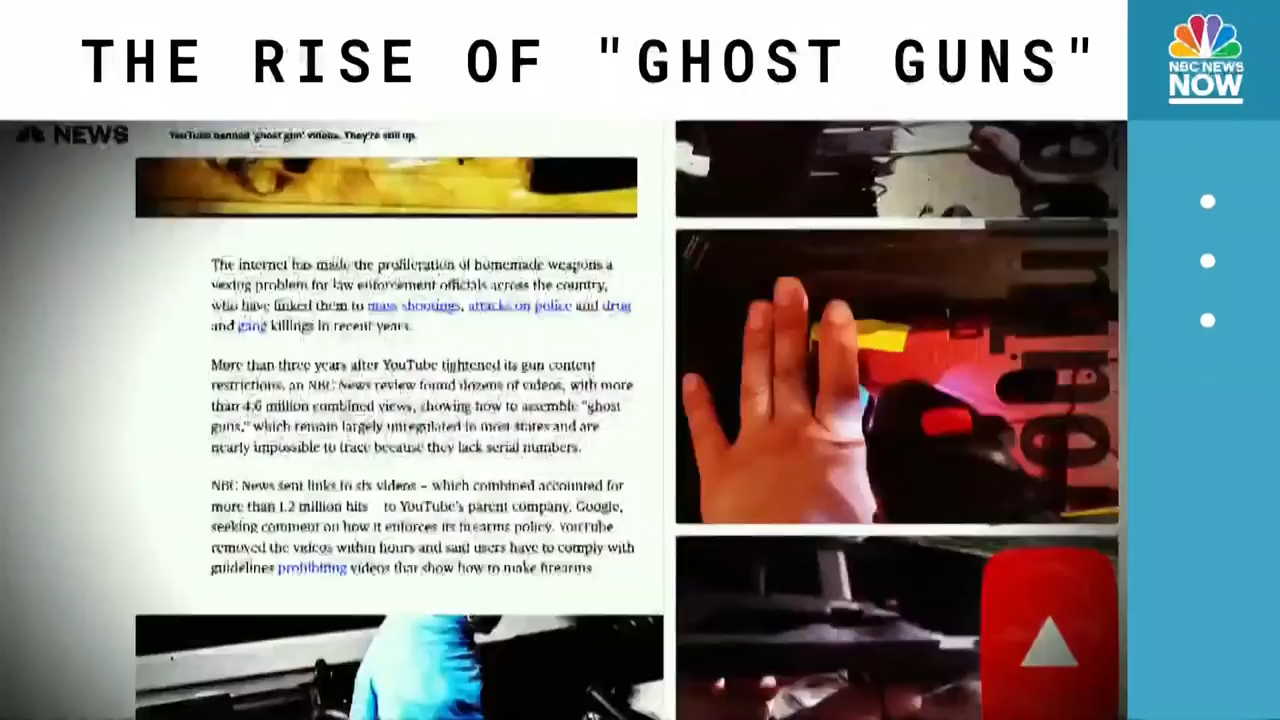 THE RISE OF "GHOST GUNS"
NBC NEWS
NOW
NEWS
YouTube banned 'ghost gun' videos. They're still up.
The internet has made the proliferation of homemade weapons a
vexing problem for law enforcement officials across the country,
who have linked them to mass shootings, attacks on police and drug
and gang killings in recent years.
More than three years after YouTube tightened its gun content
restrictions, an NBC News review found dozens of videos, with more
than 4.6 million combined views, showing how to assemble "ghost
guns," which remain largely unregulated in most states and are
nearly impossible to trace because they lack serial numbers.
NBC News sent links to six videos – which combined accounted for
more than 1.2 million hits to YouTube's parent company, Google,
seeking comment on how it enforces its firearms policy. YouTube
removed the videos within hours and said users have to comply with
guidelines prohibiting videos that show how to make firearms